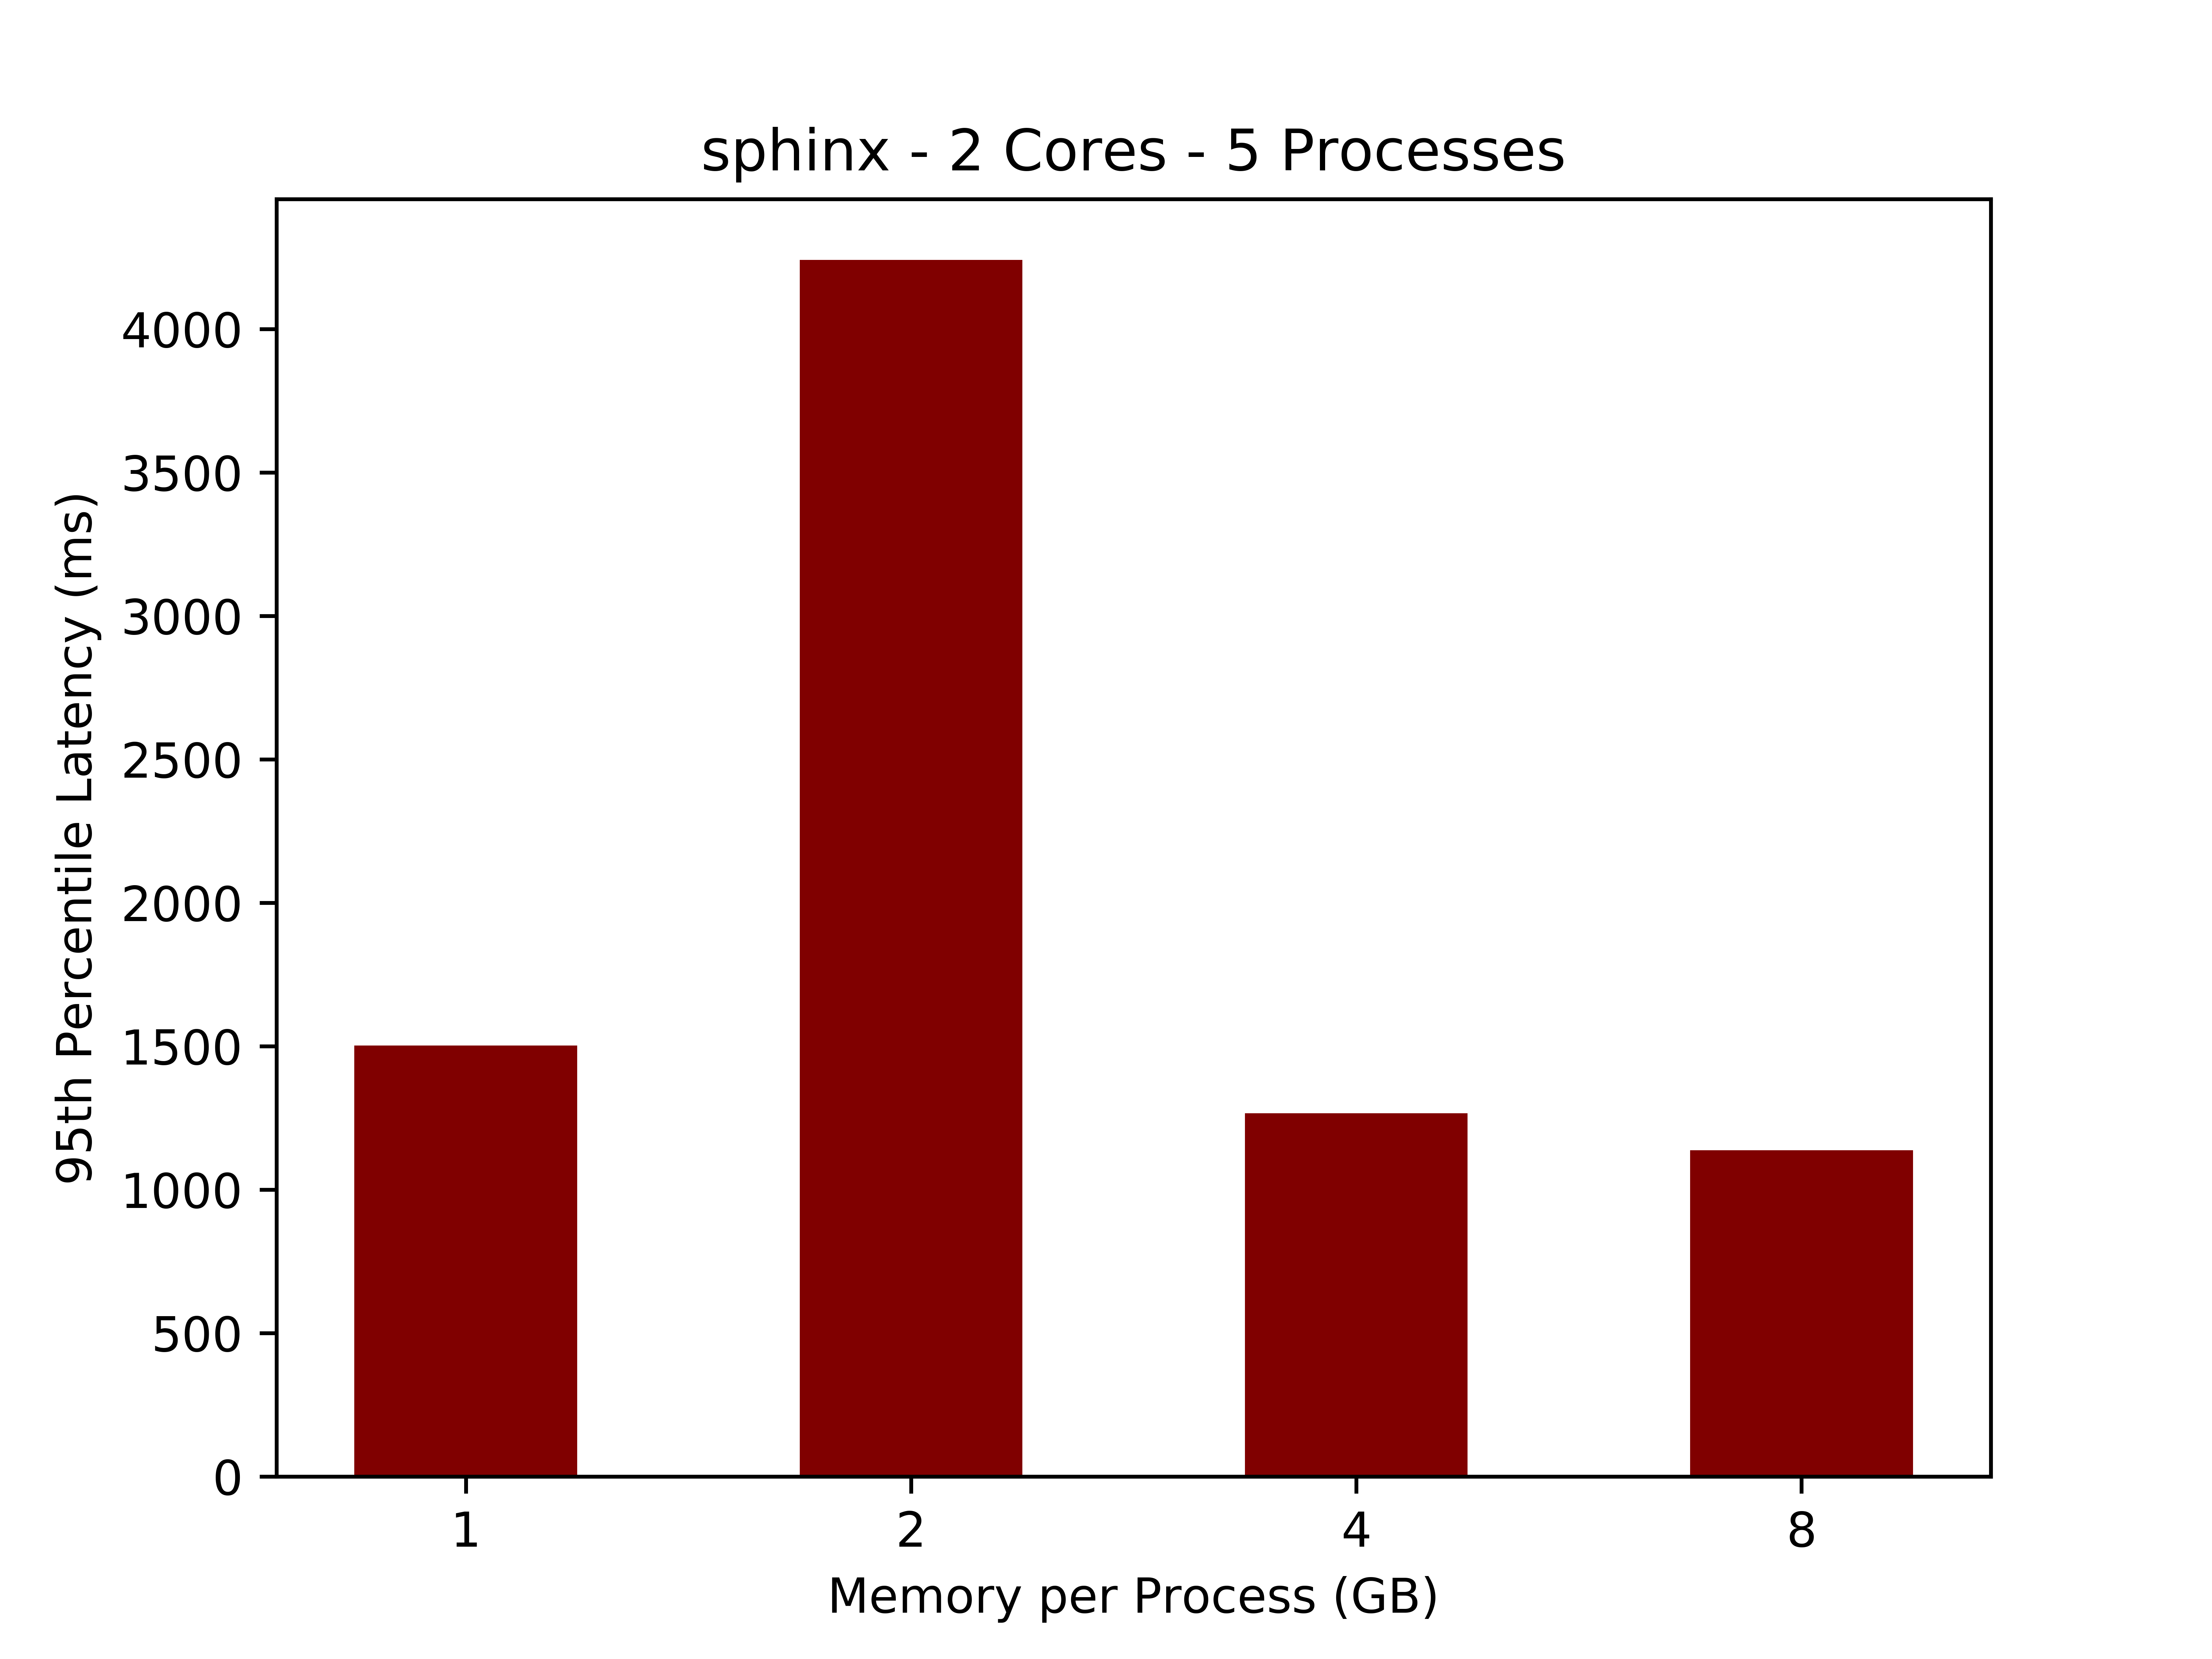 sphinx - 2 Cores - 5 Processes
95th Percentile Latency (ms)
4000
3500
3000
2500
2000
1500
1000
500
0
1 2 4 8
Memory per Process (GB)